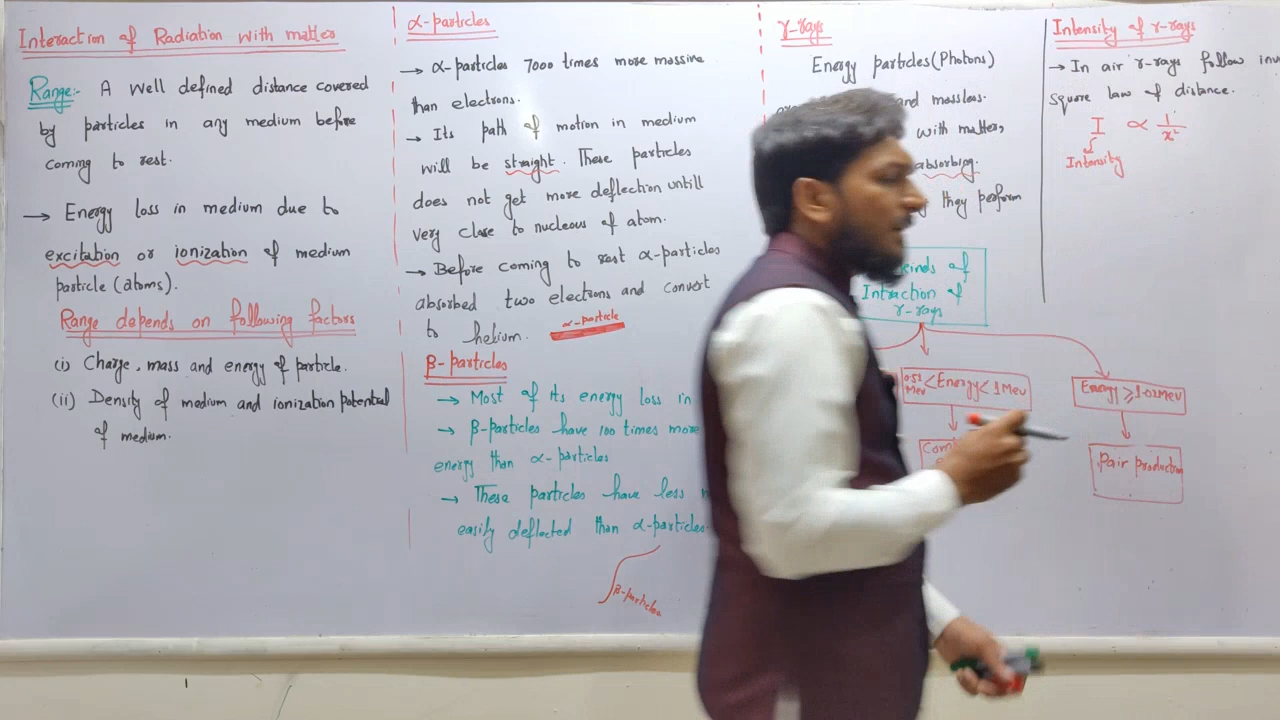 Interaction of Radiation with matter
Range:- A Well defined distance covered
by particles in any medium before
coming to rest.
→ Energy loss in medium due to
excitation or ionization of medium
particle (atoms).
Range depends on following factors
(i) Charge, mass and energy of particle.
(ii) Density of medium and ionization potential
of medium.
α-particles
→ α-particles 7000 times more massive
than electrons.
→ Its path of motion in medium
will be straight. These particles
does not get more deflection untill
very close to nucleous of atom.
→ Before coming to rest α-particles
absorbed two electrons and convert
to helium.
α-particle
β-particles
→ Most of its energy loss in
→ β-particles have 100 times more
energy than α-particles
→ These particles have less
easily deflected than α-particles.
β-particles
γ-rays
Energy particles (Photons)
and massless.
with matter,
absorbing.
they perform
of
Intraction of
γ-rays
0.51 Mev < Energy < 1 Mev
Energy ⩾ 1.02 Mev
Pair production
Intensity of γ-rays
→ In air γ-rays follow
square law of distance.
I ∝ 1/x²
Intensity